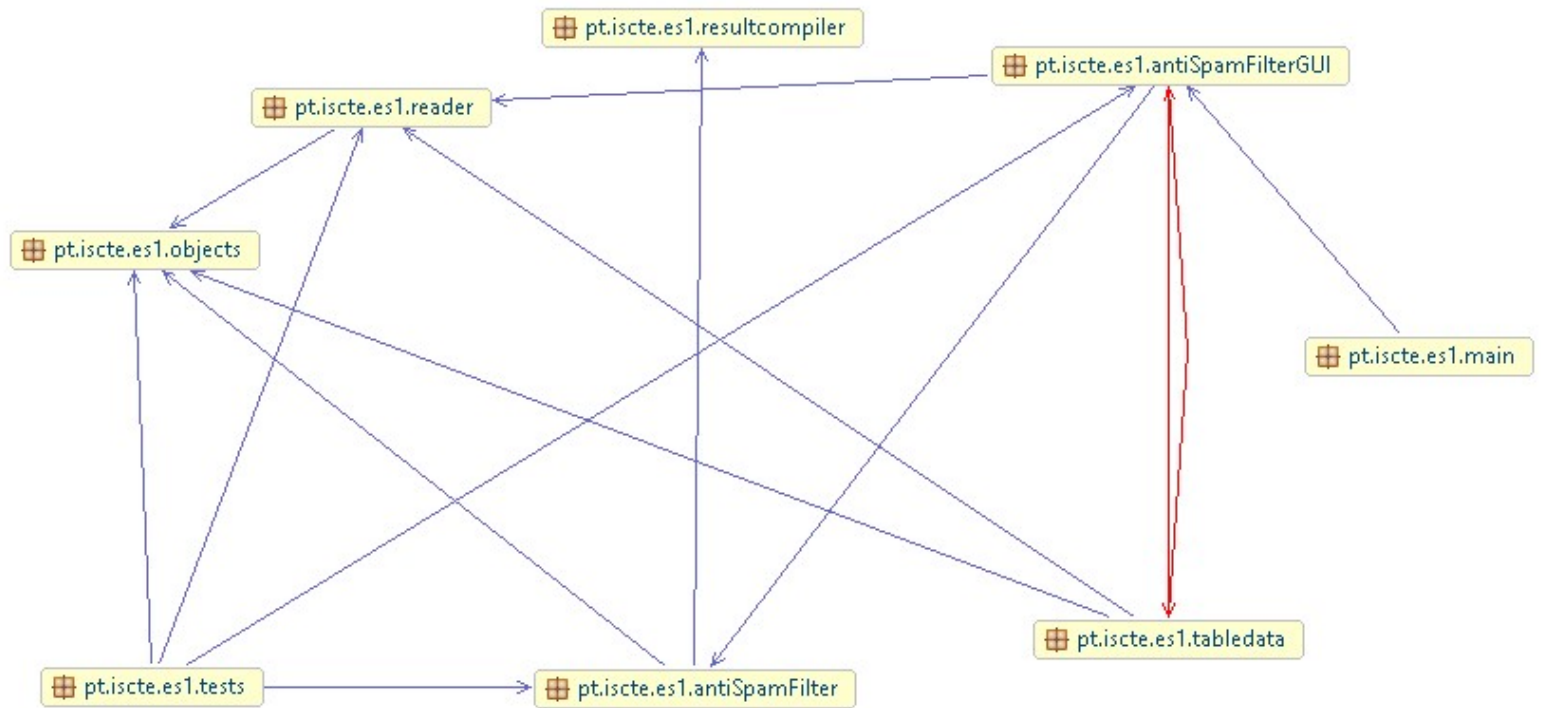 pt.iscte.es1.resultcompiler
pt.iscte.es1.antiSpamFilterGUI
pt.iscte.es1.reader
pt.iscte.es1.objects
pt.iscte.es1.main
pt.iscte.es1.tabledata
pt.iscte.es1.tests
pt.iscte.es1.antiSpamFilter